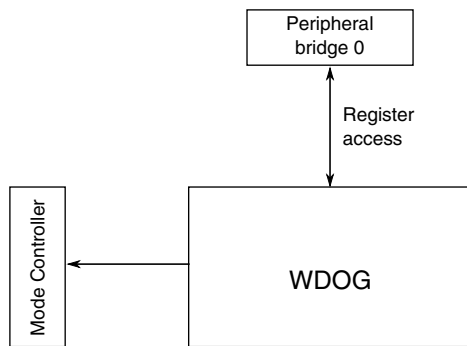 Peripheral
bridge 0
Register
access
Mode Controller
WDOG